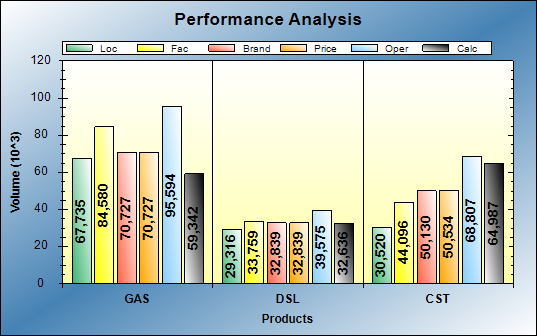 Performance Analysis
Loc Fac Brand Price Oper Calc
120
100
80
60
40
20
0
Volume (10^3)
67,735 84,580 70,727 70,727 95,594 59,342
29,316 33,759 32,839 32,839 39,575 32,636
30,520 44,096 50,130 50,534 68,807 64,987
GAS DSL CST
Products